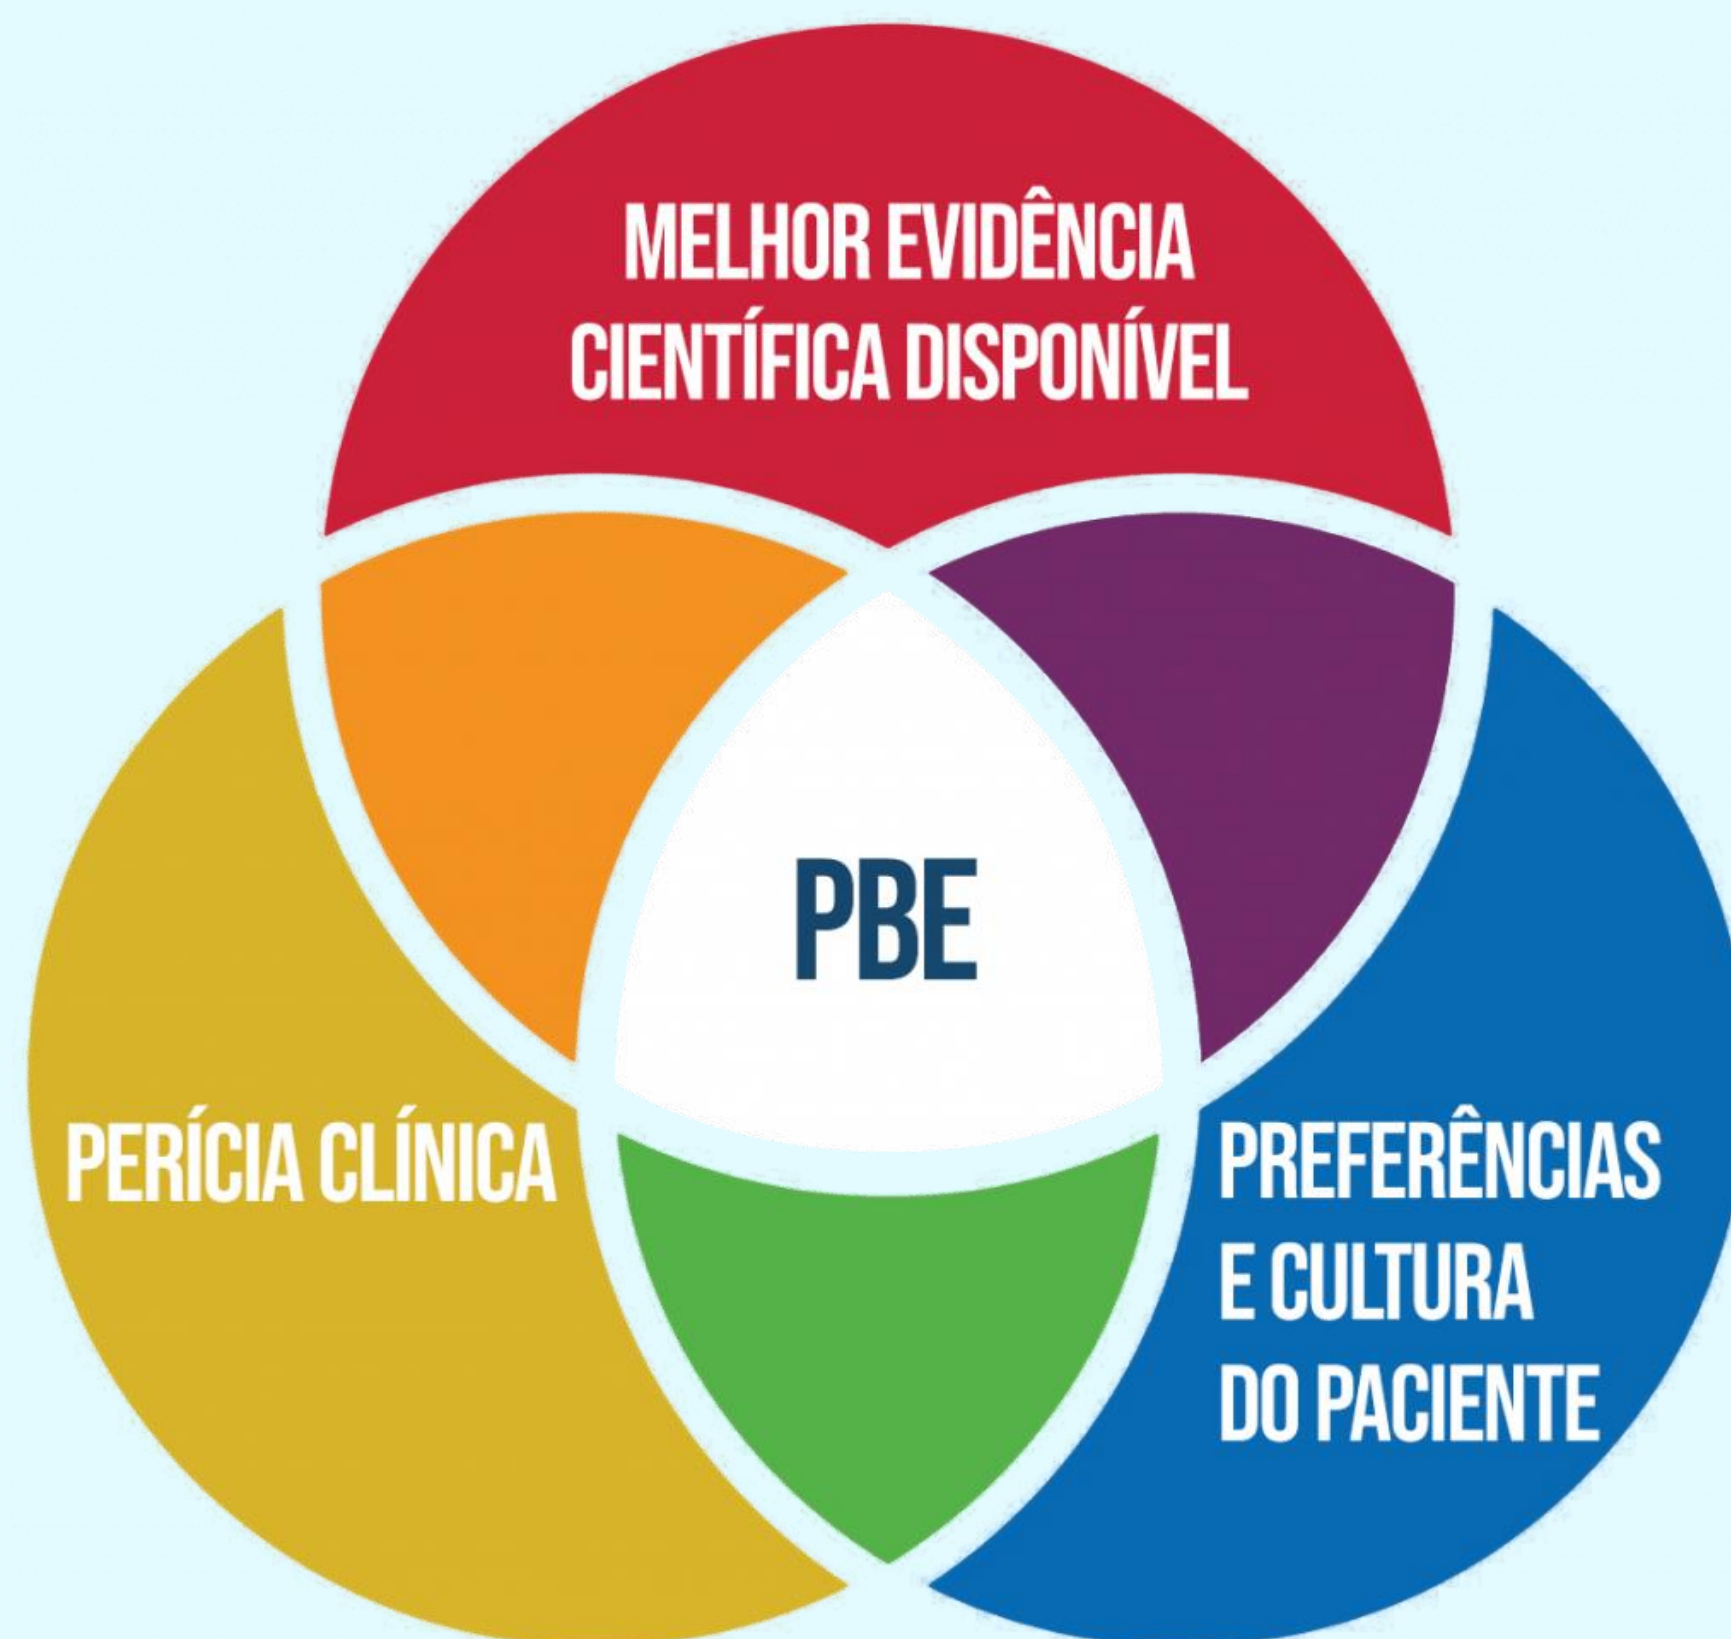 MELHOR EVIDÊNCIA
CIENTÍFICA DISPONÍVEL
PBE
PERÍCIA CLÍNICA
PREFERÊNCIAS
E CULTURA
DO PACIENTE